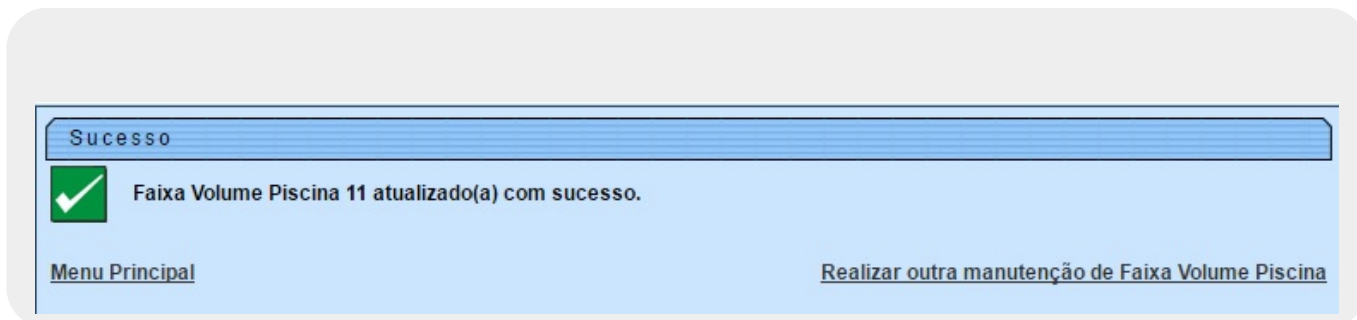 Sucesso
Faixa Volume Piscina 11 atualizado(a) com sucesso.
Menu Principal
Realizar outra manutenção de Faixa Volume Piscina